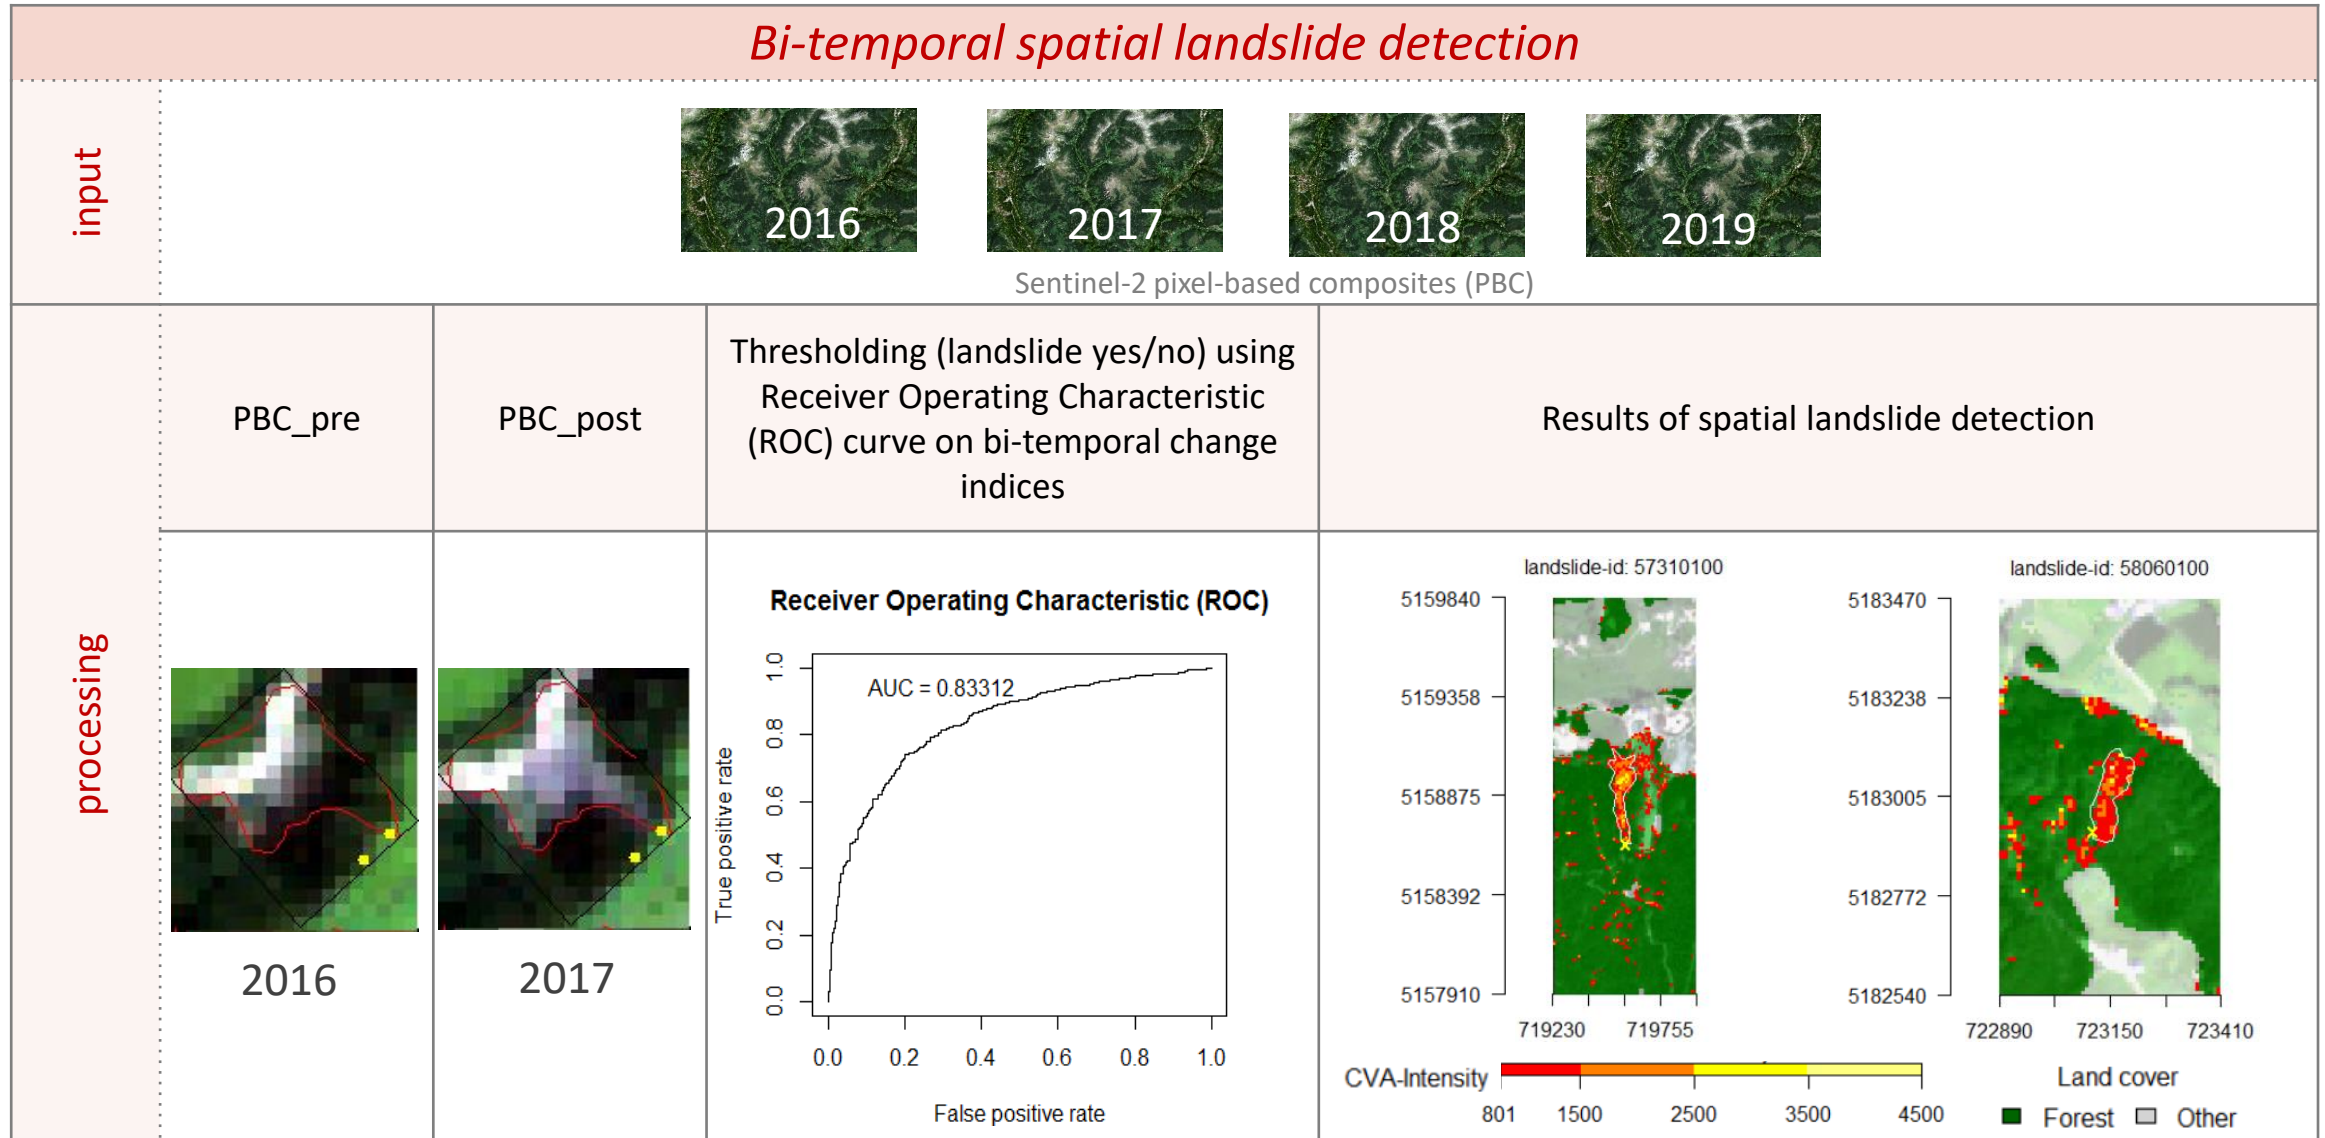 Bi-temporal spatial landslide detection
input
2016
2017
2018
2019
Sentinel-2 pixel-based composites (PBC)
processing
PBC_pre
PBC_post
Thresholding (landslide yes/no) using
Receiver Operating Characteristic
(ROC) curve on bi-temporal change
indices
Results of spatial landslide detection
2016
2017
Receiver Operating Characteristic (ROC)
AUC = 0.83312
True positive rate
1.0
0.8
0.6
0.4
0.2
0.0
0.0 0.2 0.4 0.6 0.8 1.0
False positive rate
landslide-id: 57310100
5159840
5159358
5158875
5158392
5157910
719230 719755
landslide-id: 58060100
5183470
5183238
5183005
5182772
5182540
722890 723150 723410
CVA-Intensity
801 1500 2500 3500 4500
Land cover
Forest Other